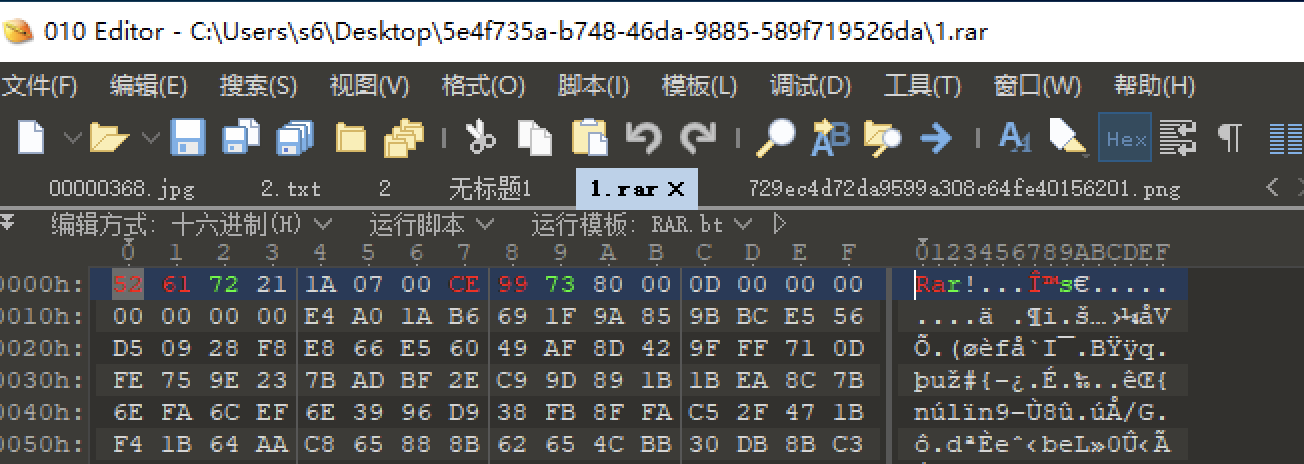 010 Editor - C:\Users\s6\Desktop\5e4f735a-b748-46da-9885-589f719526da\1.rar
文件(F) 编辑(E) 搜索(S) 视图(V) 格式(O) 脚本(I) 模板(L) 调试(D) 工具(T) 窗口(W) 帮助(H)
Hex
00000368.jpg 2.txt 2 无标题1 1.rar 729ec4d72da9599a308c64fe40156201.png
编辑方式: 十六进制(H) 运行脚本 运行模板: RAR.bt
0 1 2 3 4 5 6 7 8 9 A B C D E F 0123456789ABCDEF
0000h: 52 61 72 21 1A 07 00 CE 99 73 80 00 0D 00 00 00 Rar!...Î™s€.....
0010h: 00 00 00 00 E4 A0 1A B6 69 1F 9A 85 9B BC E5 56 ....ä .¶i.š…›¼åV
0020h: D5 09 28 F8 E8 66 E5 60 49 AF 8D 42 9F FF 71 0D Õ.(øèfå`I¯.BŸÿq.
0030h: FE 75 9E 23 7B AD BF 2E C9 9D 89 1B 1B EA 8C 7B þuž#{-¿.É.‰..êŒ{
0040h: 6E FA 6C EF 6E 39 96 D9 38 FB 8F FA C5 2F 47 1B núlïn9–Ù8û.úÅ/G.
0050h: F4 1B 64 AA C8 65 88 8B 62 65 4C BB 30 DB 8B C3 ô.dªÈeˆ‹beL»0Û‹Ã